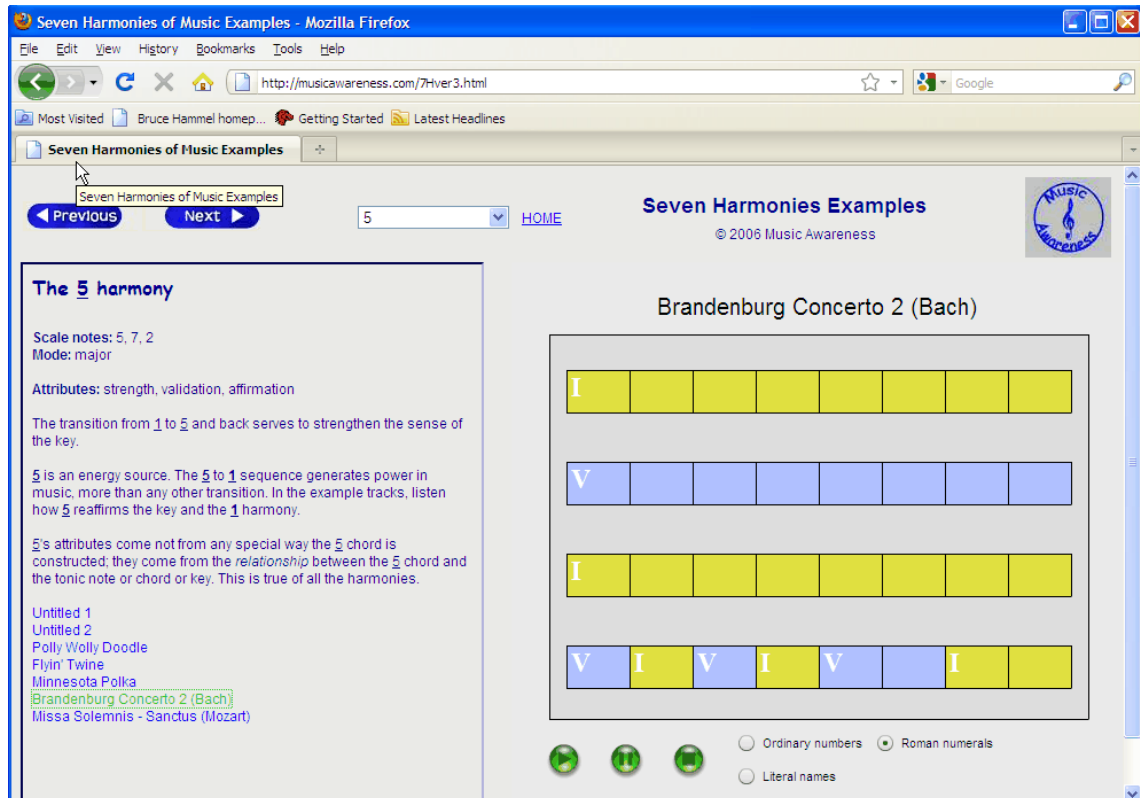 Seven Harmonies of Music Examples - Mozilla Firefox
File Edit View History Bookmarks Tools Help
http://musicawareness.com/7Hver3.html
Google
Most Visited Bruce Hammel homep... Getting Started Latest Headlines
Seven Harmonies of Music Examples
Seven Harmonies of Music Examples
Previous Next 5 HOME
Seven Harmonies Examples
© 2006 Music Awareness
Music Awareness
The 5 harmony
Scale notes: 5, 7, 2
Mode: major
Attributes: strength, validation, affirmation
The transition from 1 to 5 and back serves to strengthen the sense of
the key.
5 is an energy source. The 5 to 1 sequence generates power in
music, more than any other transition. In the example tracks, listen
how 5 reaffirms the key and the 1 harmony.
5's attributes come not from any special way the 5 chord is
constructed; they come from the relationship between the 5 chord and
the tonic note or chord or key. This is true of all the harmonies.
Untitled 1
Untitled 2
Polly Wolly Doodle
Flyin' Twine
Minnesota Polka
Brandenburg Concerto 2 (Bach)
Missa Solemnis - Sanctus (Mozart)
Brandenburg Concerto 2 (Bach)
I
V
I
V I V I V I
Ordinary numbers Roman numerals
Literal names